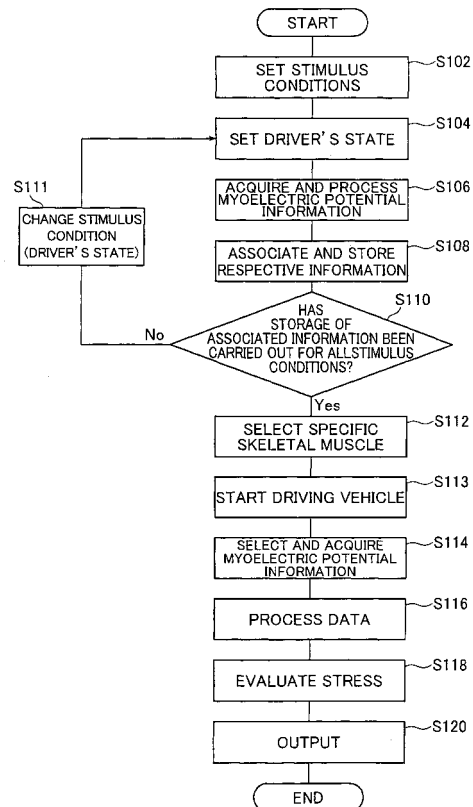 START
S102
SET STIMULUS
CONDITIONS
S104
SET DRIVER'S STATE
S111
CHANGE STIMULUS
CONDITION
(DRIVER'S STATE)
S106
ACQUIRE AND PROCESS
MYOELECTRIC POTENTIAL
INFORMATION
S108
ASSOCIATE AND STORE
RESPECTIVE INFORMATION
S110
HAS
STORAGE OF
ASSOCIATED INFORMATION BEEN
CARRIED OUT FOR ALLSTIMULUS
CONDITIONS?
No
Yes
S112
SELECT SPECIFIC
SKELETAL MUSCLE
S113
START DRIVING VEHICLE
S114
SELECT AND ACQUIRE
MYOELECTRIC POTENTIAL
INFORMATION
S116
PROCESS DATA
S118
EVALUATE STRESS
S120
OUTPUT
END